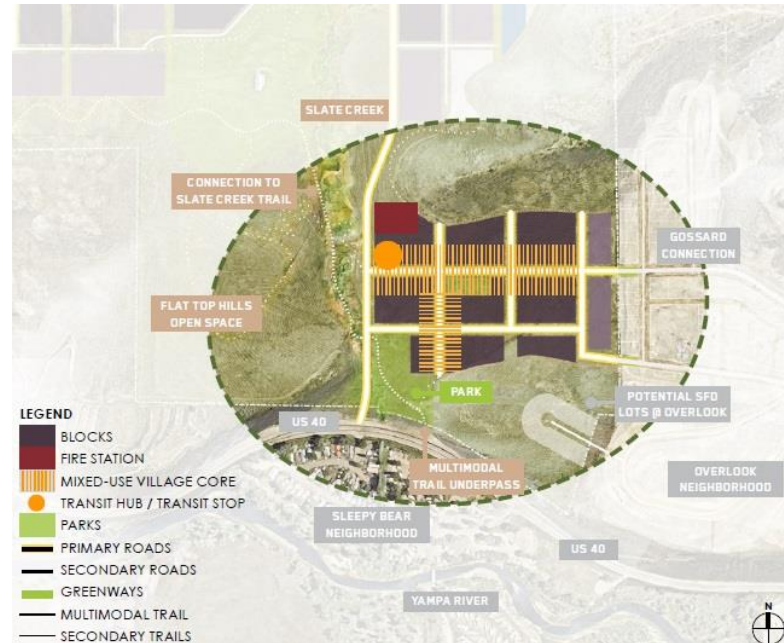 SLATE CREEK
CONNECTION TO
SLATE CREEK TRAIL
GOSSARD
CONNECTION
FLAT TOP HILLS
OPEN SPACE
PARK
POTENTIAL SFD
LOTS @ OVERLOOK
US 40
MULTIMODAL
TRAIL UNDERPASS
OVERLOOK
NEIGHBORHOOD
SLEEPY BEAR
NEIGHBORHOOD
US 40
YAMPA RIVER
LEGEND
BLOCKS
FIRE STATION
MIXED-USE VILLAGE CORE
TRANSIT HUB / TRANSIT STOP
PARKS
PRIMARY ROADS
SECONDARY ROADS
GREENWAYS
MULTIMODAL TRAIL
SECONDARY TRAILS
N